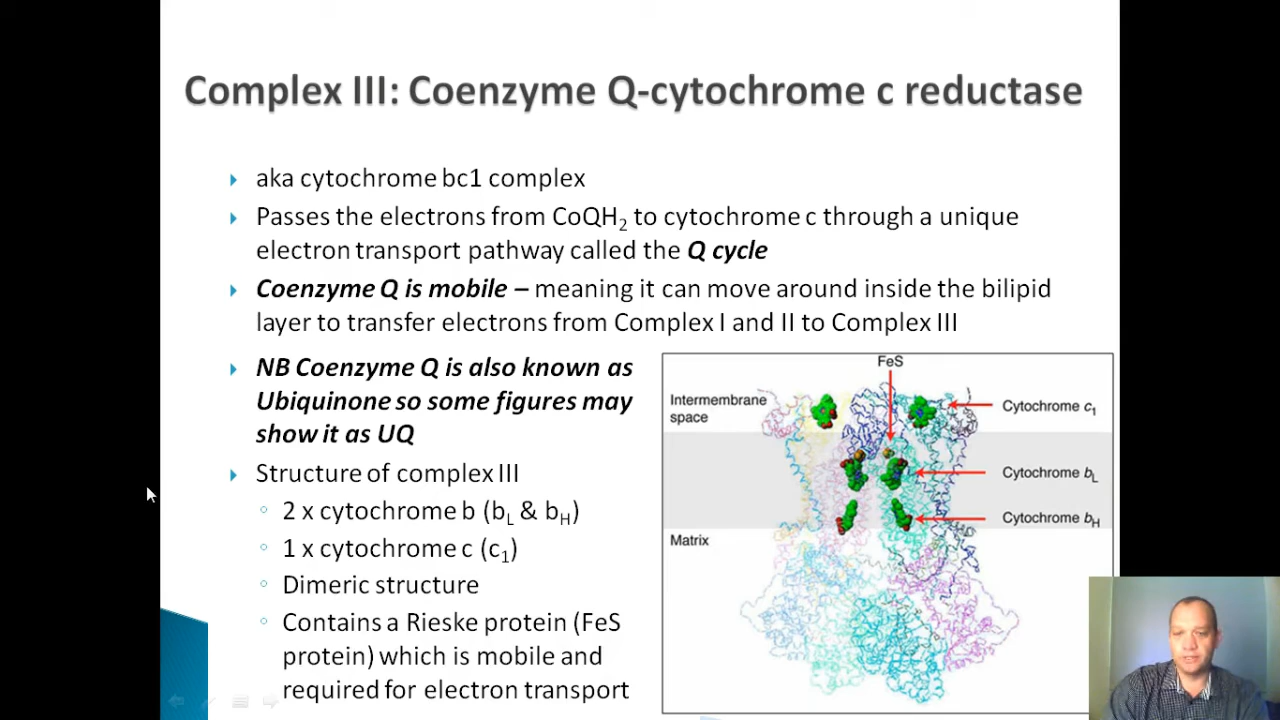 Complex III: Coenzyme Q-cytochrome c reductase
aka cytochrome bc1 complex
Passes the electrons from CoQH₂ to cytochrome c through a unique
electron transport pathway called the Q cycle
Coenzyme Q is mobile – meaning it can move around inside the bilipid
layer to transfer electrons from Complex I and II to Complex III
NB Coenzyme Q is also known as
Ubiquinone so some figures may
show it as UQ
Structure of complex III
2 x cytochrome b (b_L & b_H)
1 x cytochrome c (c₁)
Dimeric structure
Contains a Rieske protein (FeS
protein) which is mobile and
required for electron transport
FeS
Intermembrane
space
Cytochrome c₁
Cytochrome b_L
Cytochrome b_H
Matrix